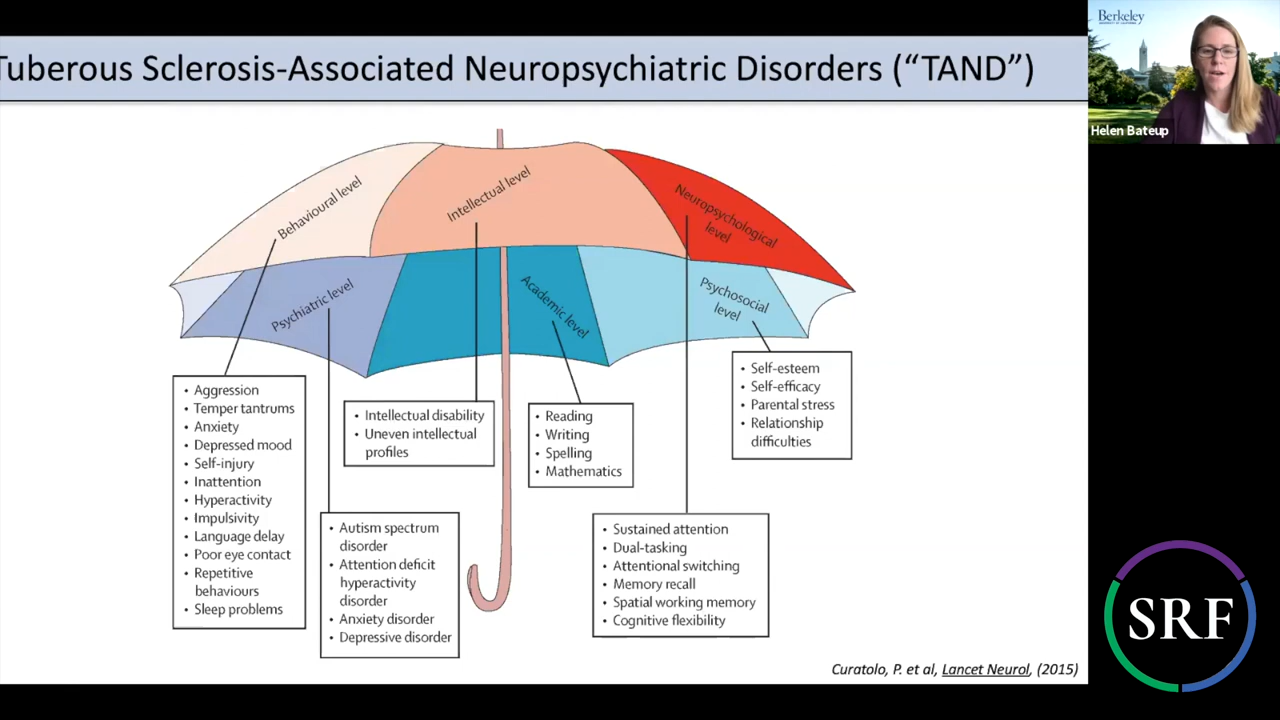 Tuberous Sclerosis-Associated Neuropsychiatric Disorders (“TAND”)
Berkeley
Helen Bateup
Behavioural level
Intellectual level
Neuropsychological
level
Psychiatric level
Academic level
Psychosocial
level
• Aggression
• Temper tantrums
• Anxiety
• Depressed mood
• Self-injury
• Inattention
• Hyperactivity
• Impulsivity
• Language delay
• Poor eye contact
• Repetitive
behaviours
• Sleep problems
• Autism spectrum
disorder
• Attention deficit
hyperactivity
disorder
• Anxiety disorder
• Depressive disorder
• Intellectual disability
• Uneven intellectual
profiles
• Reading
• Writing
• Spelling
• Mathematics
• Sustained attention
• Dual-tasking
• Attentional switching
• Memory recall
• Spatial working memory
• Cognitive flexibility
• Self-esteem
• Self-efficacy
• Parental stress
• Relationship
difficulties
SRF
Curatolo, P. et al, Lancet Neurol, (2015)